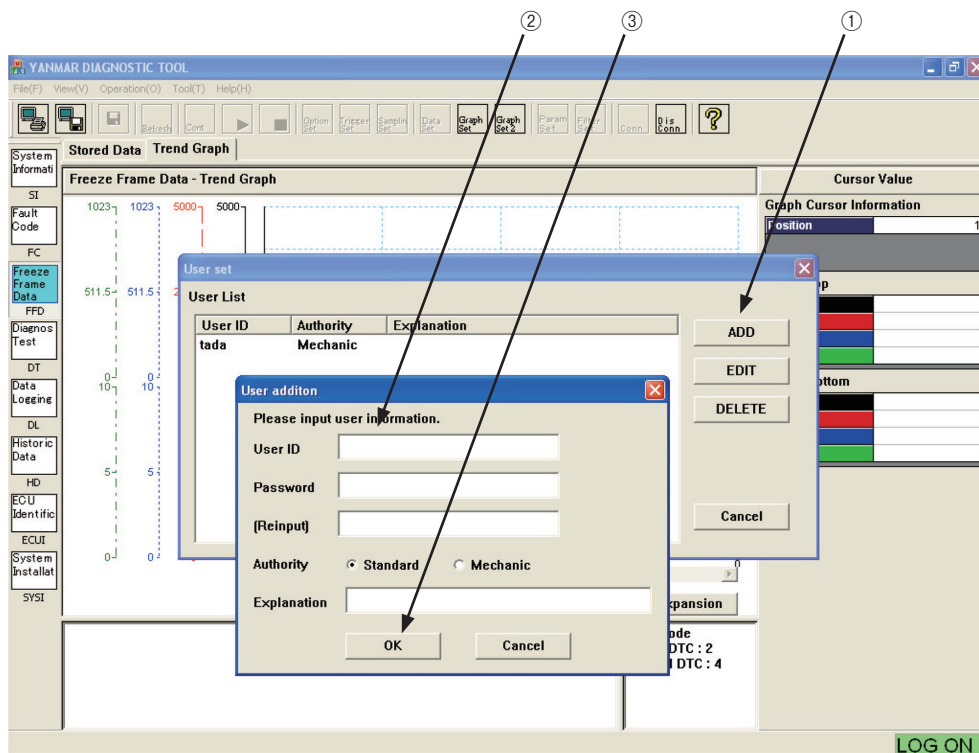 ② ③ ①
YANMAR DIAGNOSTIC TOOL
File(F) View(V) Operation(O) Tool(T) Help(H)
Refresh Cont Option Set Trigger Set Samplin Set Data Set Graph Set Graph Set 2 Param Set Filter Set Conn Dis Conn ?
Stored Data Trend Graph
Freeze Frame Data - Trend Graph
Cursor Value
Graph Cursor Information
Position 1
System Informati
SI
Fault Code
FC
Freeze Frame Data
FFD
Diagnos Test
DT
Data Logging
DL
Historic Data
HD
ECU Identific
ECUI
System Installat
SYSI
1023 1023 5000 5000
511.5 511.5 2
0 0
10 10
5 5
0 0
User set
User List
User ID Authority Explanation
tada Mechanic
ADD
EDIT
DELETE
Cancel
User additon
Please input user information.
User ID
Password
(Reinput)
Authority Standard Mechanic
Explanation
OK Cancel
op
ottom
0
xpansion
ode
DTC : 2
DTC : 4
LOG ON